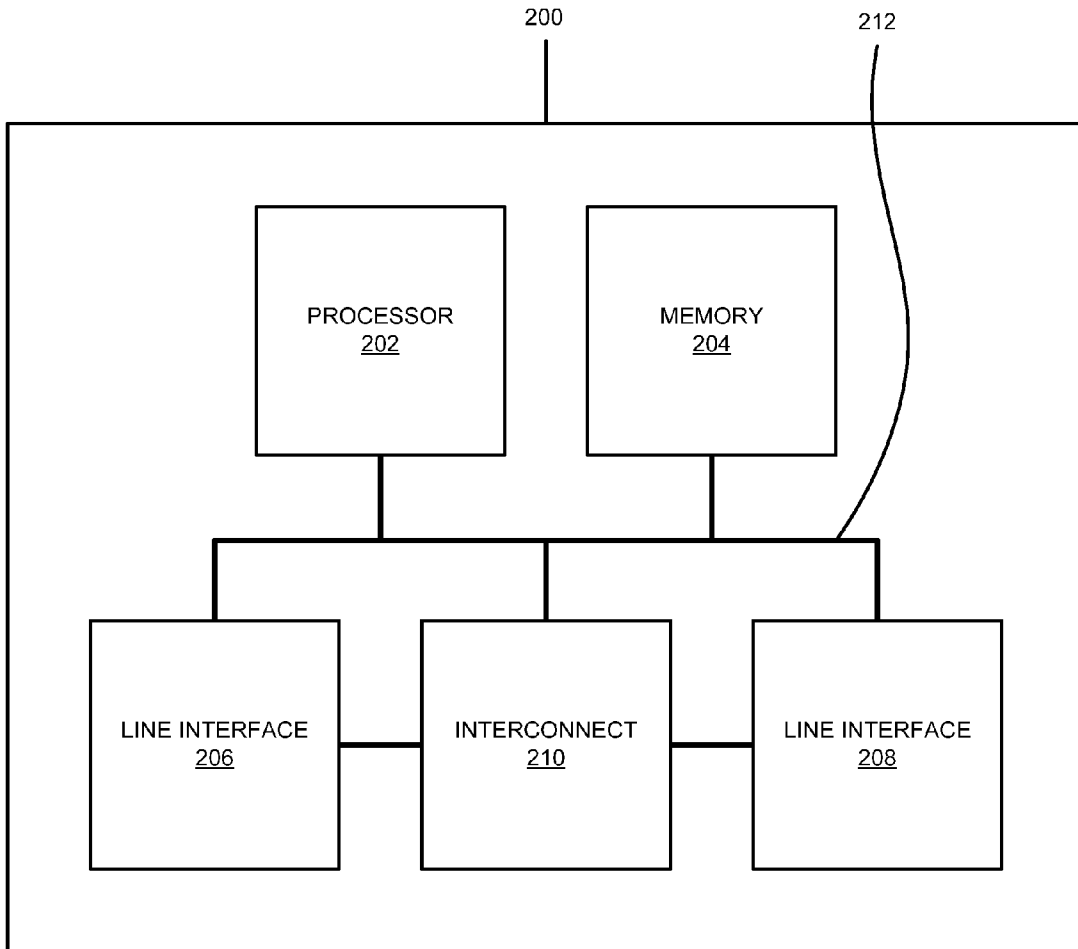 200
212
PROCESSOR
202
MEMORY
204
LINE INTERFACE
206
INTERCONNECT
210
LINE INTERFACE
208